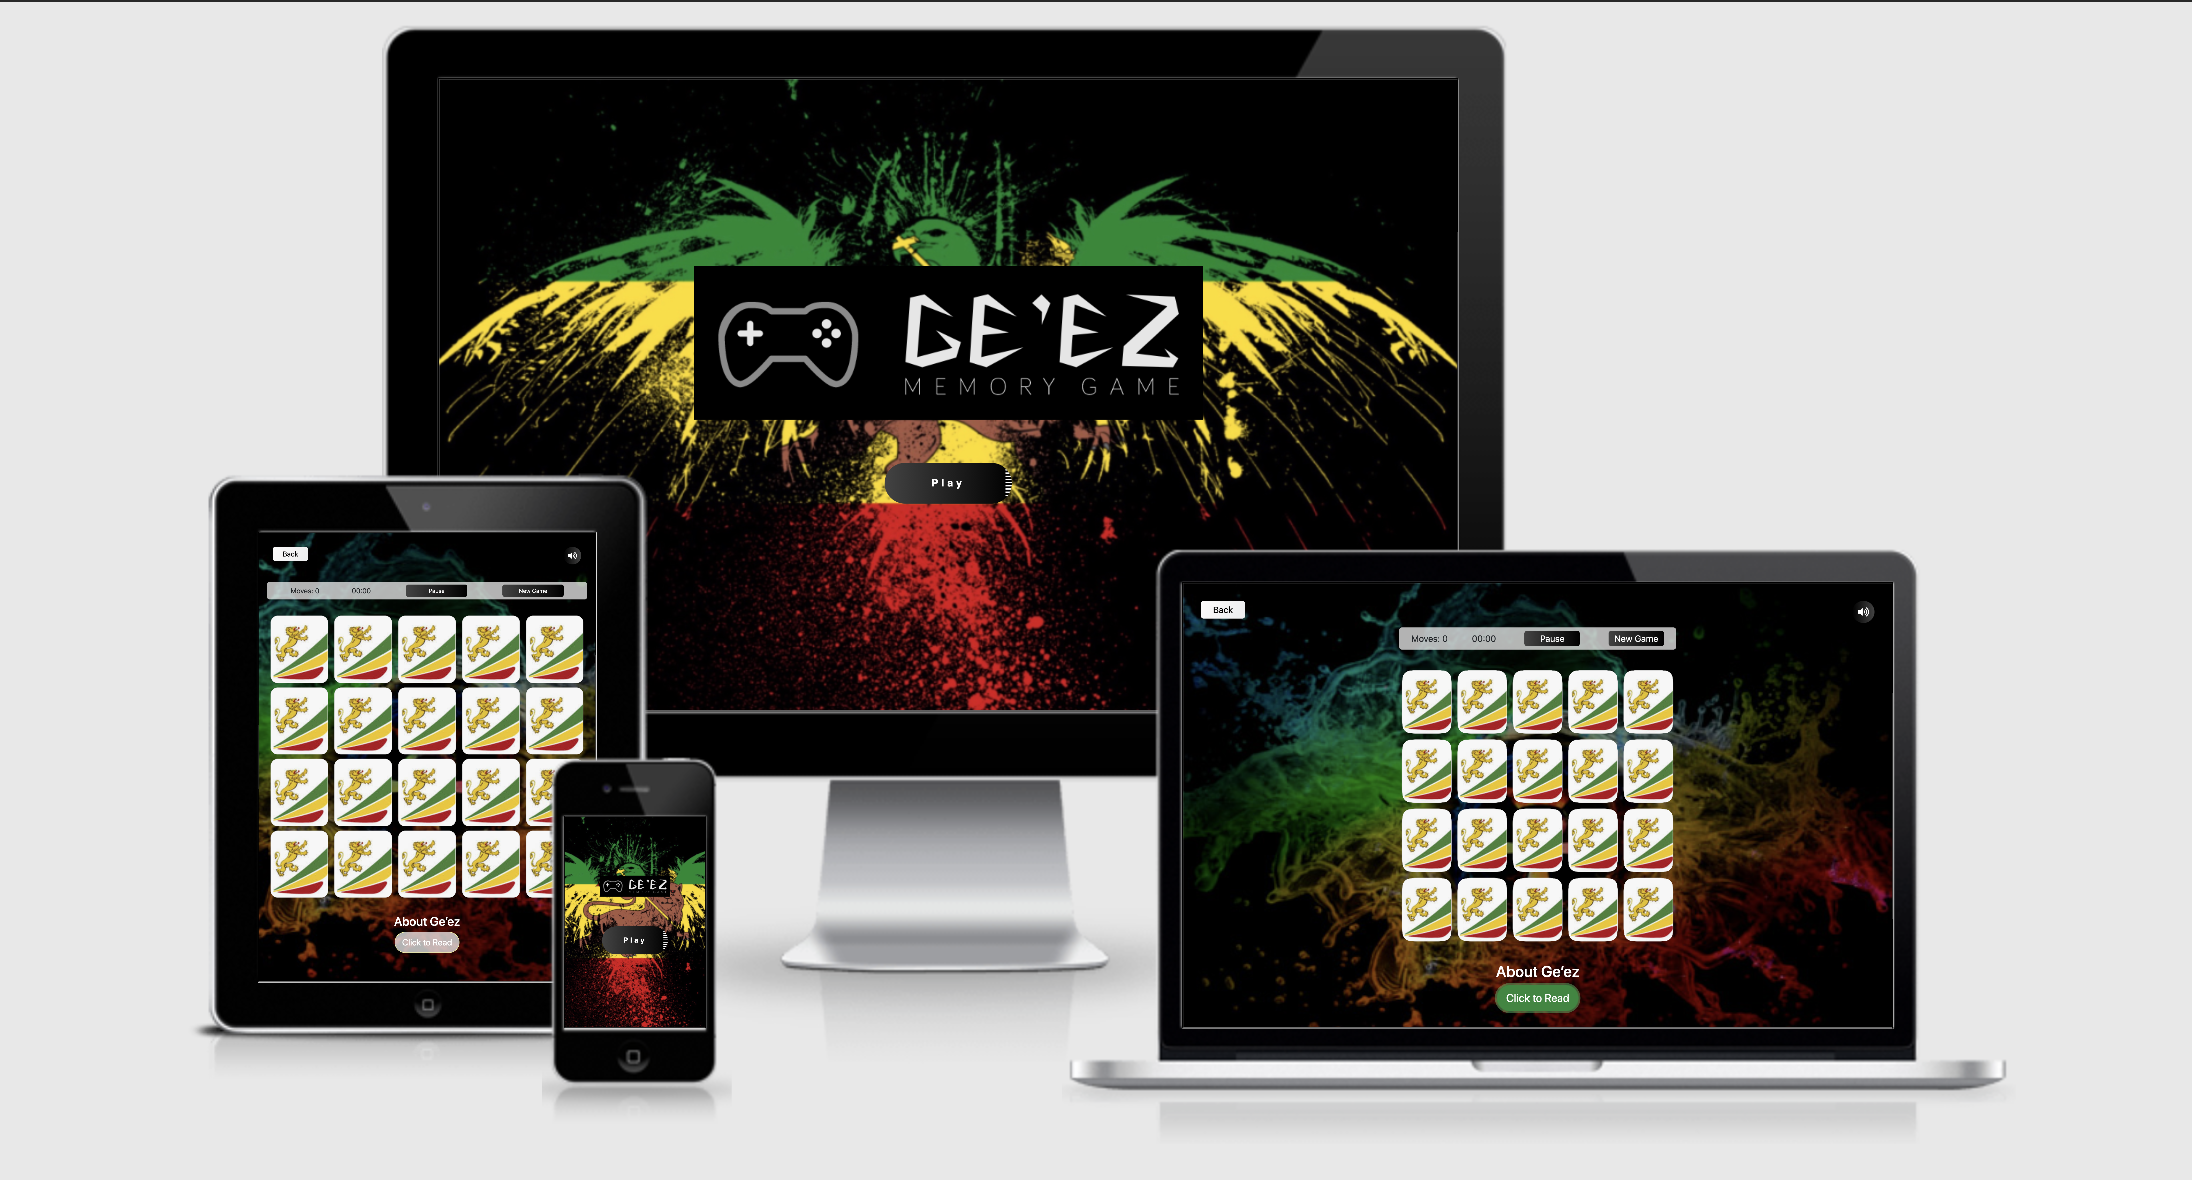 GE'EZ
MEMORY GAME
Play
Back
Moves: 0 00:00 Pause New Game
About Ge'ez
Click to Read
GE'EZ
Play
Back
Moves: 0 00:00 Pause New Game
About Ge'ez
Click to Read